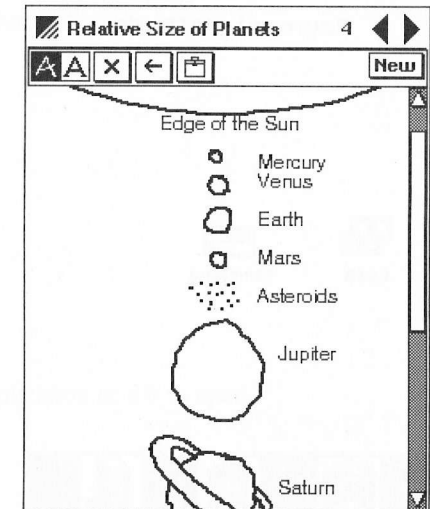 Relative Size of Planets 4
A A New
Edge of the Sun
Mercury
Venus
Earth
Mars
Asteroids
Jupiter
Saturn